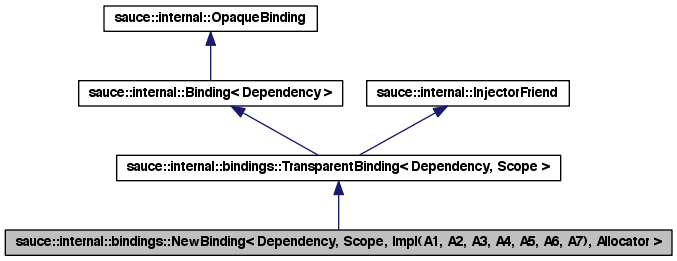 sauce::internal::OpaqueBinding
sauce::internal::Binding< Dependency >
sauce::internal::InjectorFriend
sauce::internal::bindings::TransparentBinding< Dependency, Scope >
sauce::internal::bindings::NewBinding< Dependency, Scope, Impl(A1, A2, A3, A4, A5, A6, A7), Allocator >